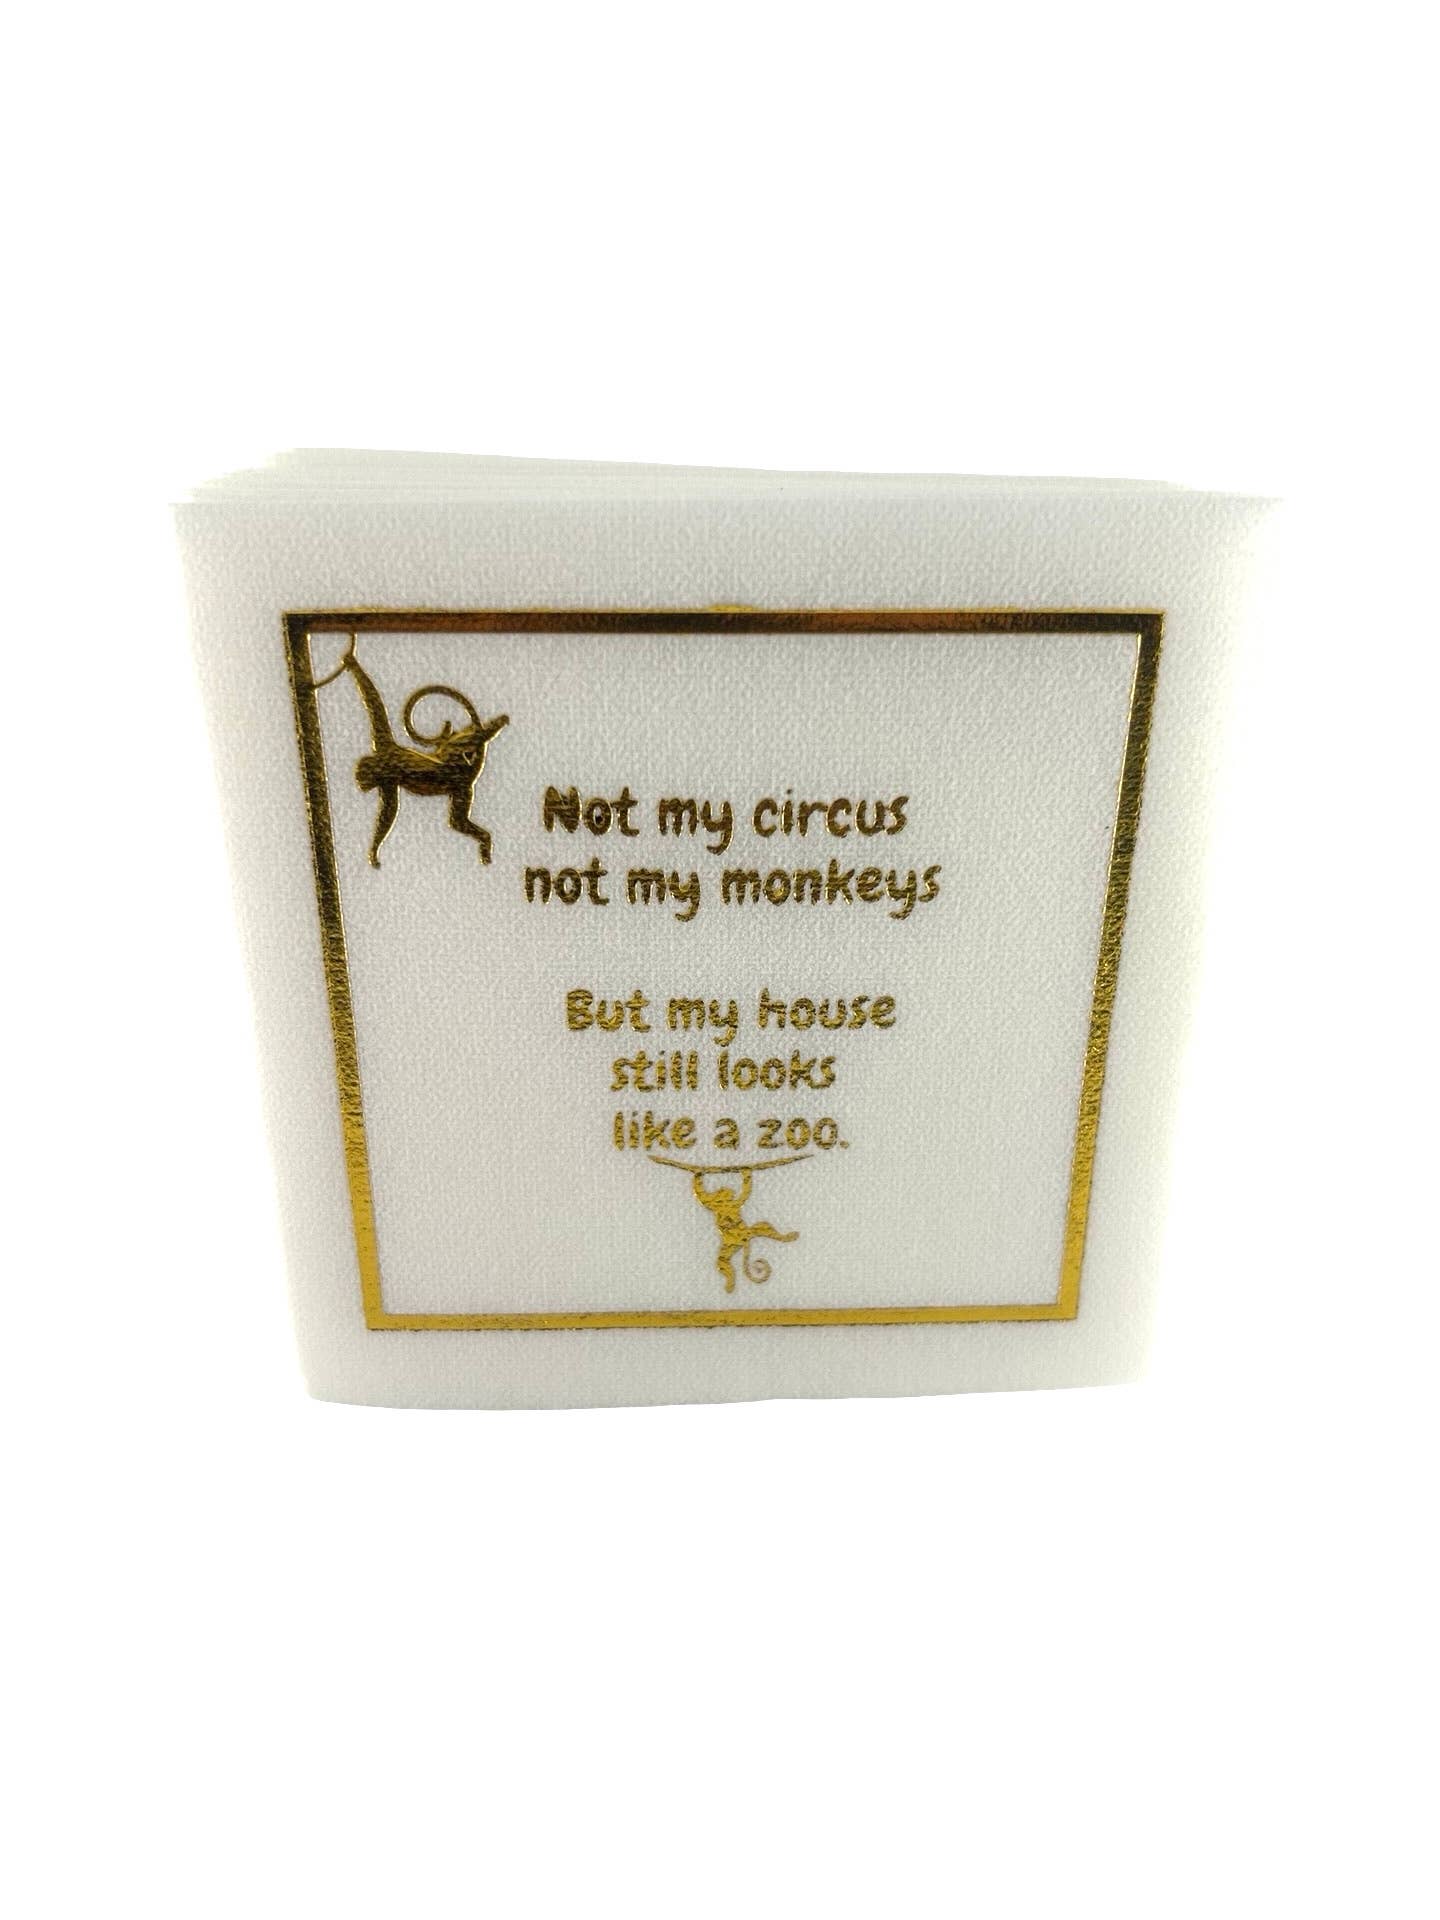 Not my circus
not my monkeys
But my house
still looks
like a zoo.